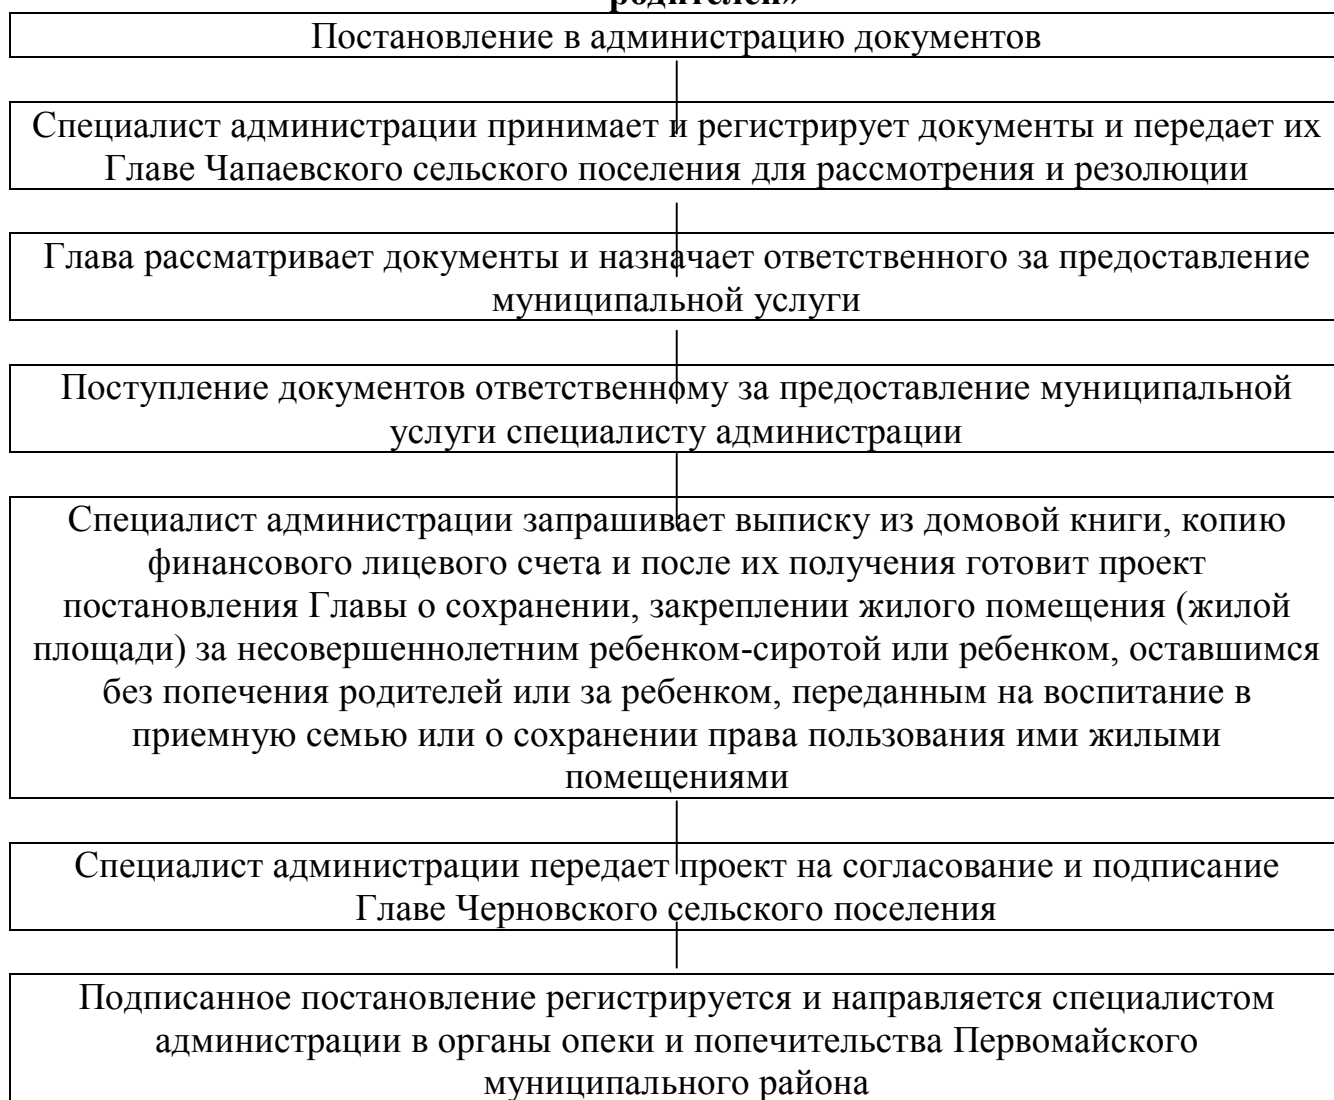 родителей»
Постановление в администрацию документов
Специалист администрации принимает и регистрирует документы и передает их
Главе Чапаевского сельского поселения для рассмотрения и резолюции
Глава рассматривает документы и назначает ответственного за предоставление
муниципальной услуги
Поступление документов ответственному за предоставление муниципальной
услуги специалисту администрации
Специалист администрации запрашивает выписку из домовой книги, копию
финансового лицевого счета и после их получения готовит проект
постановления Главы о сохранении, закреплении жилого помещения (жилой
площади) за несовершеннолетним ребенком-сиротой или ребенком, оставшимся
без попечения родителей или за ребенком, переданным на воспитание в
приемную семью или о сохранении права пользования ими жилыми
помещениями
Специалист администрации передает проект на согласование и подписание
Главе Черновского сельского поселения
Подписанное постановление регистрируется и направляется специалистом
администрации в органы опеки и попечительства Первомайского
муниципального района